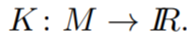 K: M → ℝ.